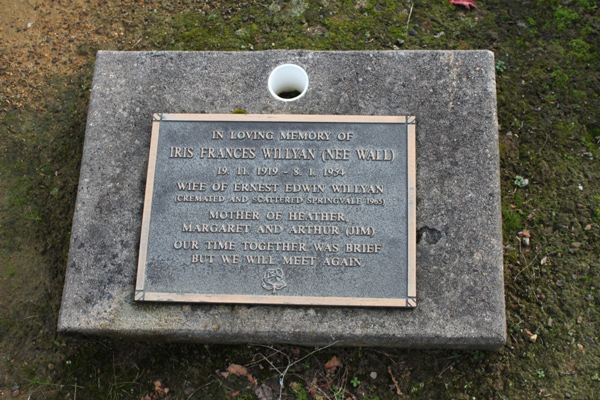 IN LOVING MEMORY OF
IRIS FRANCES WILLYAN (NEE WALL)
19. 11. 1919 - 8. 1. 1954
WIFE OF ERNEST EDWIN WILLYAN
(CREMATED AND SCATTERED SPRINGVALE 1965)
MOTHER OF HEATHER,
MARGARET AND ARTHUR (JIM)
OUR TIME TOGETHER WAS BRIEF
BUT WE WILL MEET AGAIN